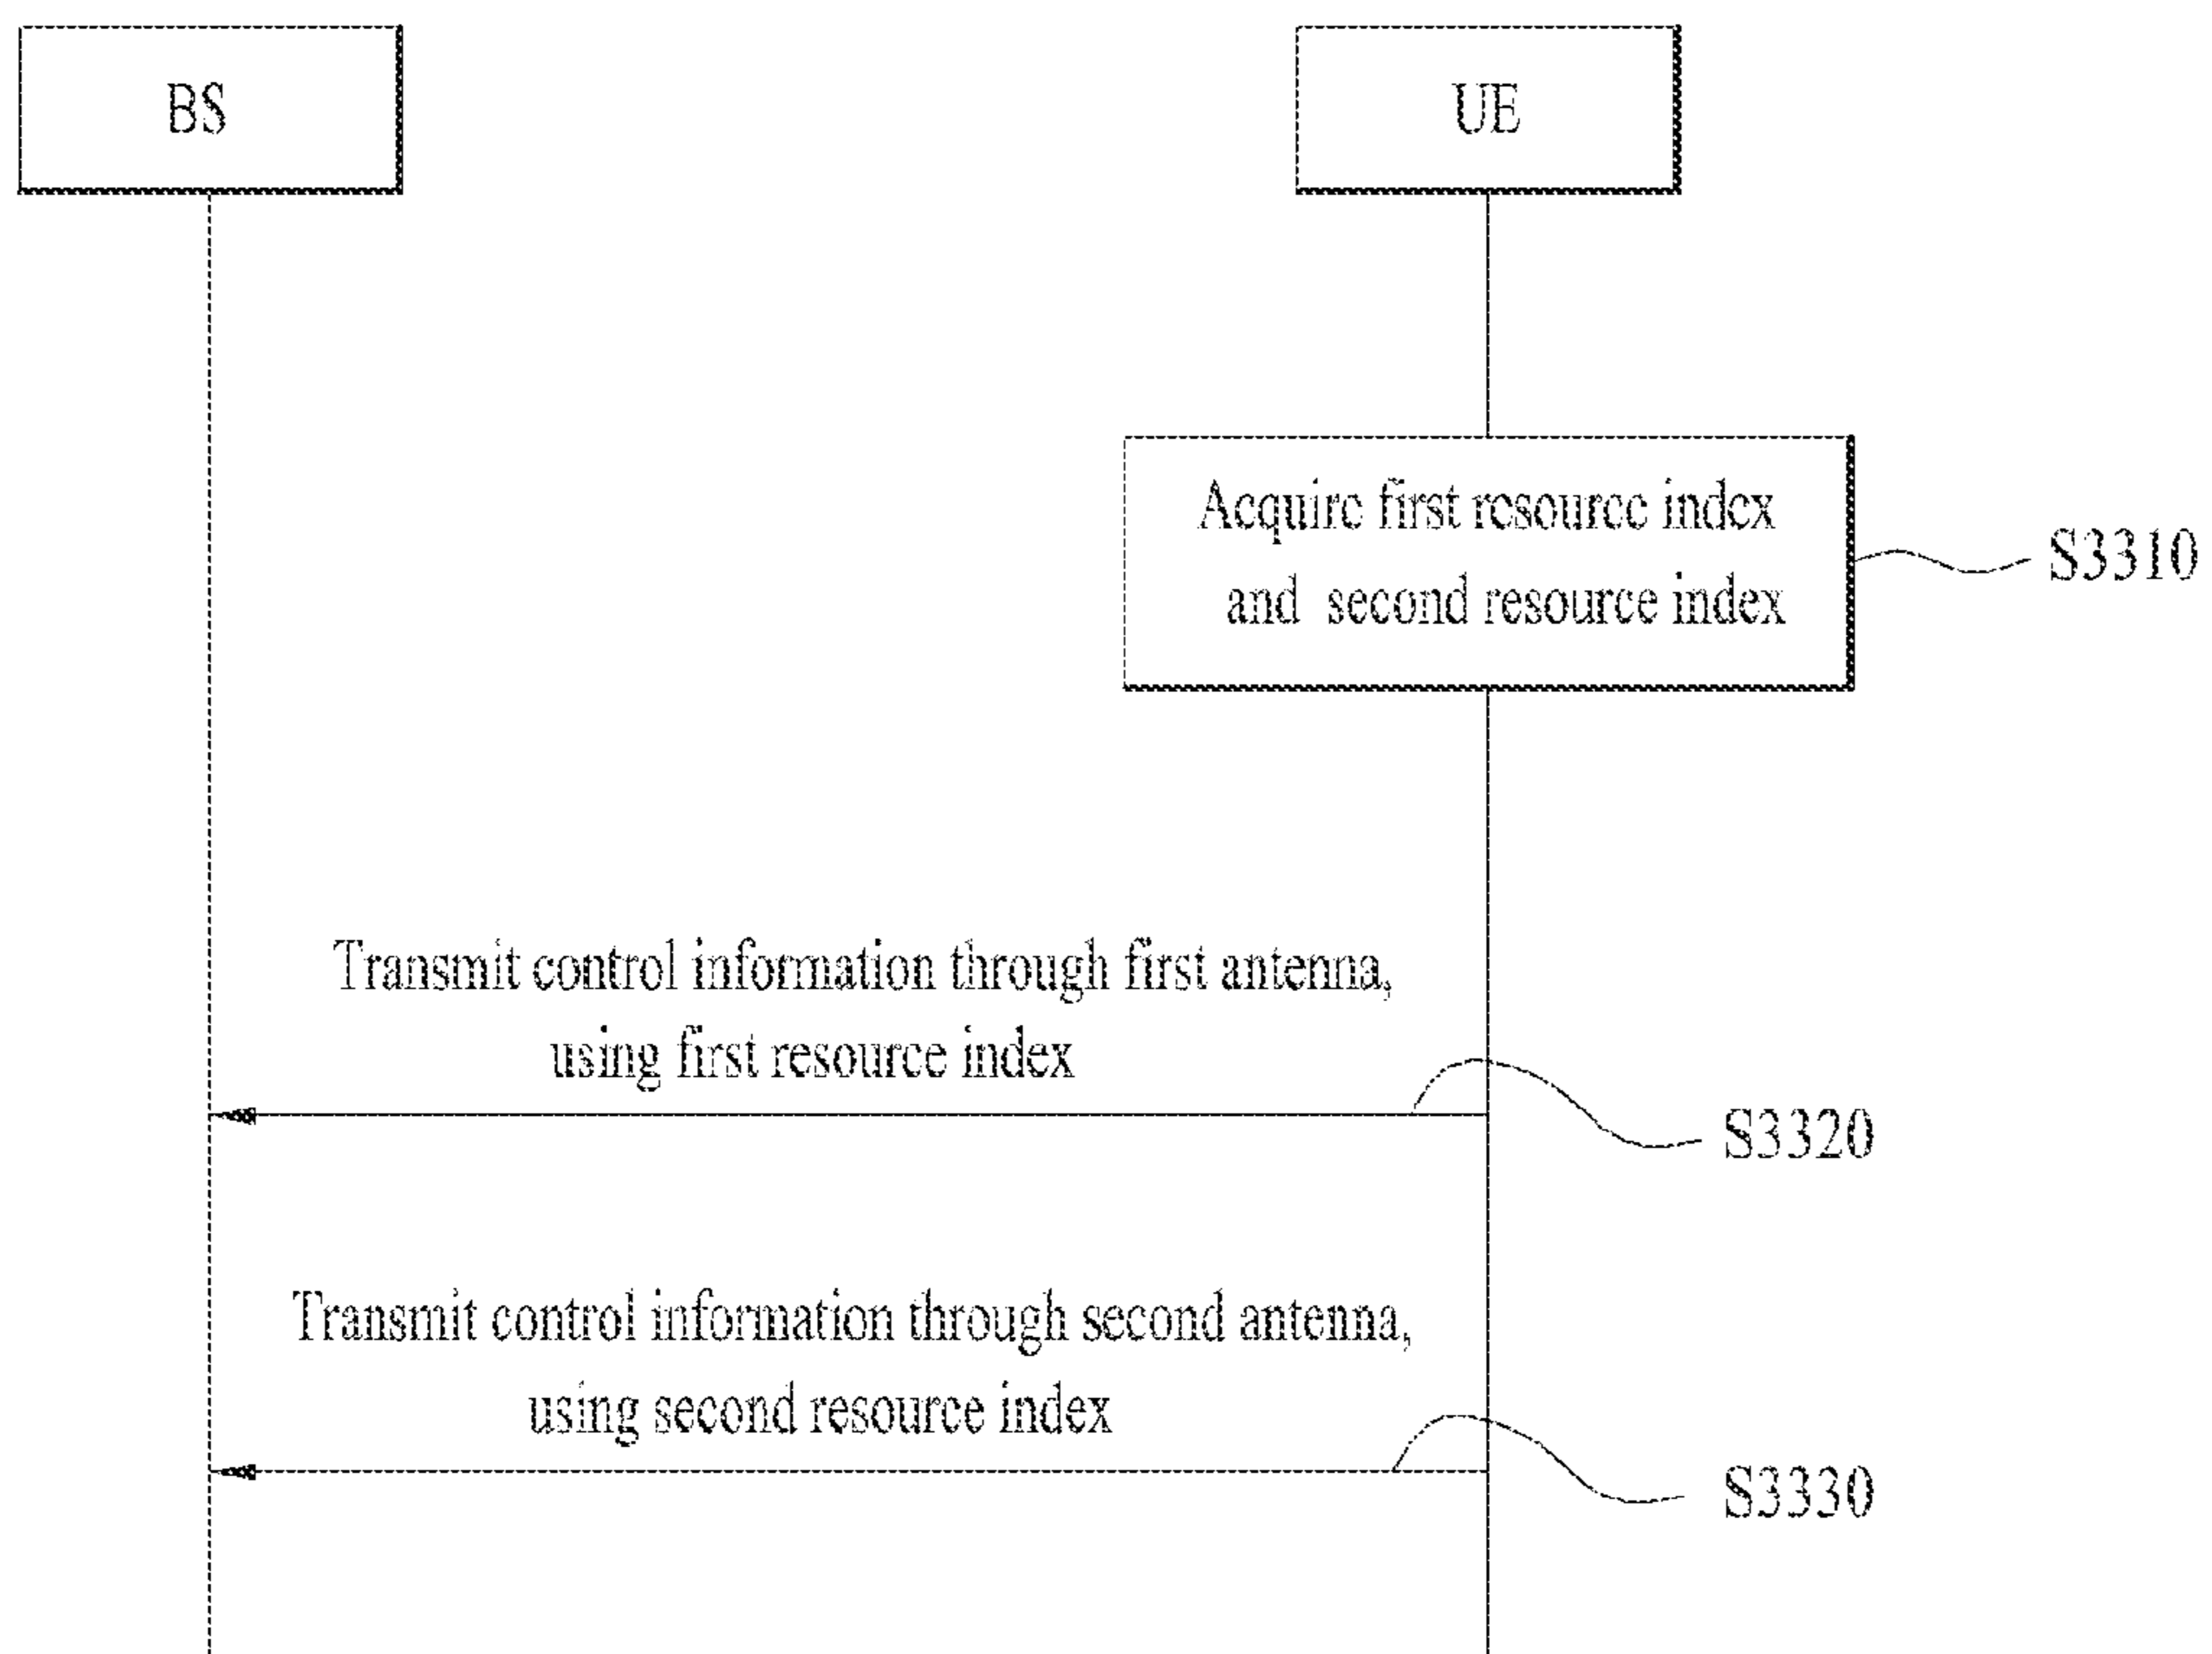 BS
UE
Acquire first resource index
and second resource index
S3310
Transmit control information through first antenna,
using first resource index
S3320
Transmit control information through second antenna,
using second resource index
S3330